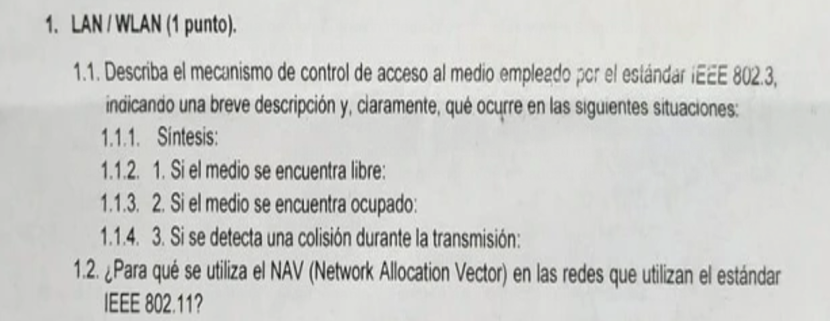 1. LAN / WLAN (1 punto).
1.1. Describa el mecanismo de control de acceso al medio empleado por el estándar IEEE 802.3,
indicando una breve descripción y, claramente, qué ocurre en las siguientes situaciones:
1.1.1. Síntesis:
1.1.2. 1. Si el medio se encuentra libre:
1.1.3. 2. Si el medio se encuentra ocupado:
1.1.4. 3. Si se detecta una colisión durante la transmisión:
1.2. ¿Para qué se utiliza el NAV (Network Allocation Vector) en las redes que utilizan el estándar
IEEE 802.11?